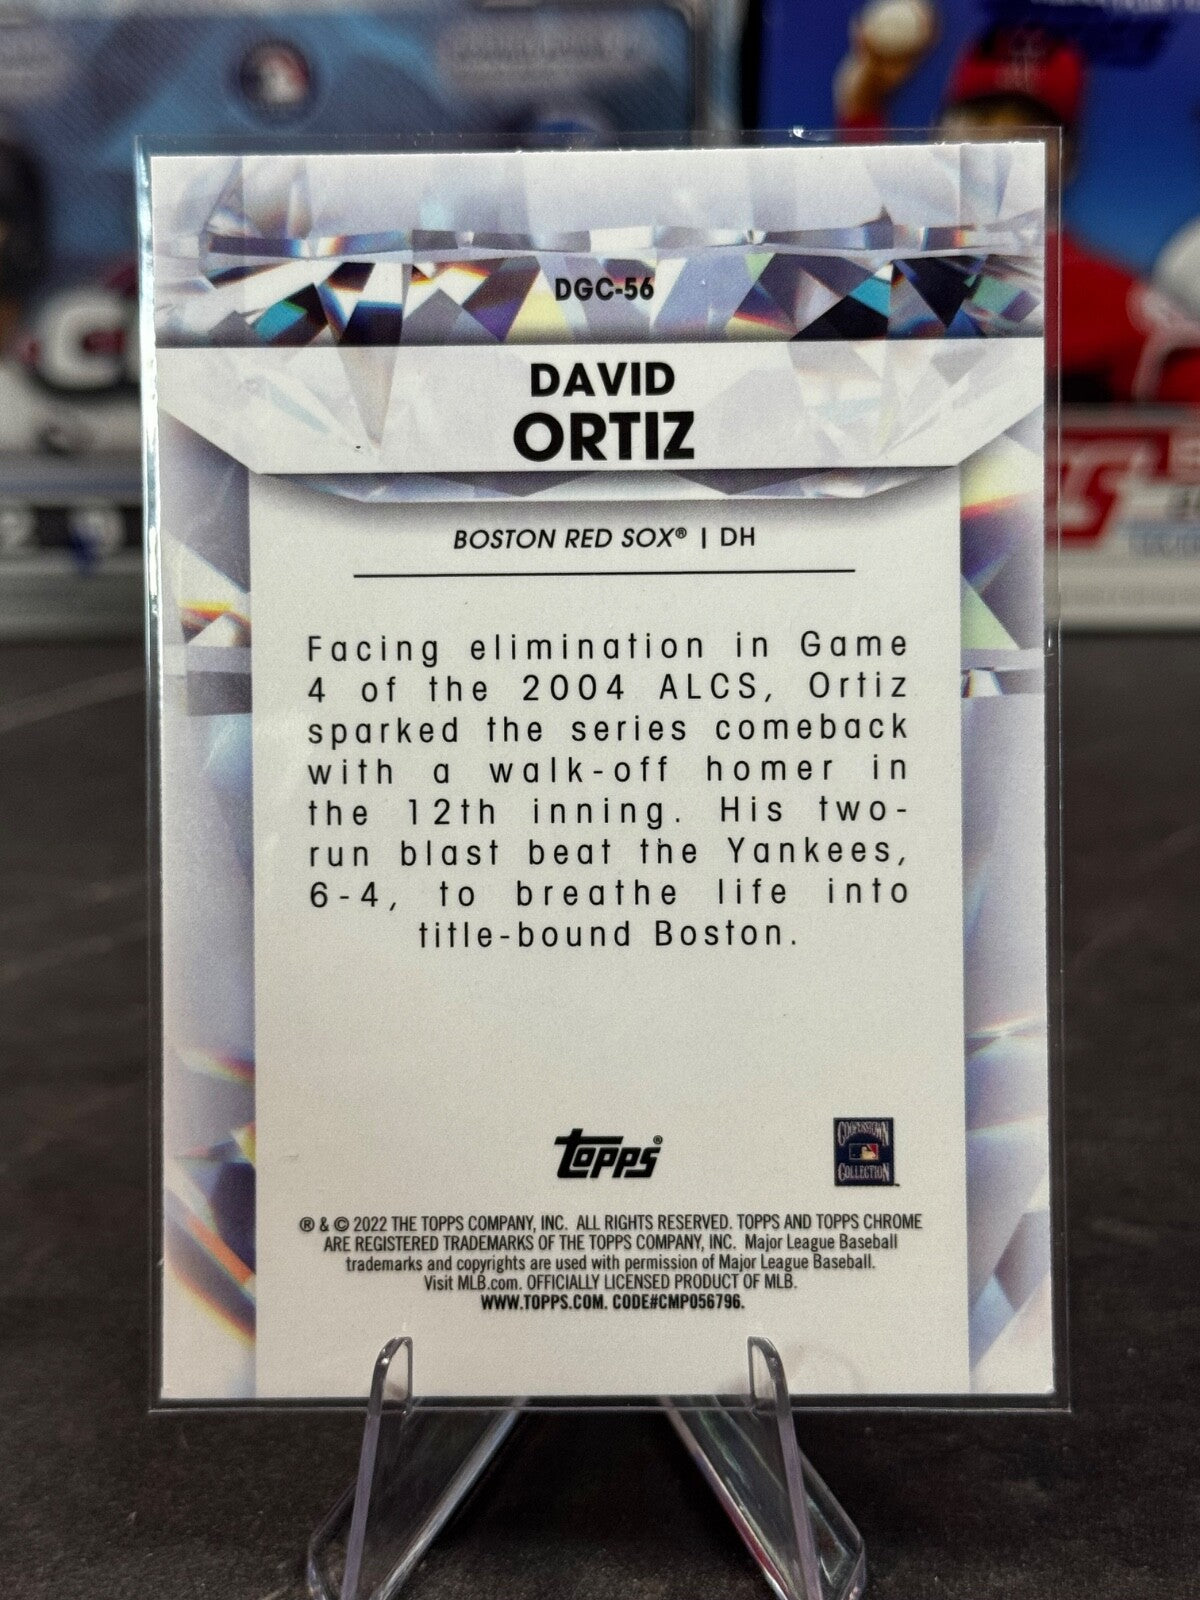 DGC-56
DAVID
ORTIZ
BOSTON RED SOX® | DH
Facing elimination in Game
4 of the 2004 ALCS, Ortiz
sparked the series comeback
with a walk-off homer in
the 12th inning. His two-
run blast beat the Yankees,
6-4, to breathe life into
title-bound Boston.
topps®
COOPERSTOWN
COLLECTION
® & © 2022 THE TOPPS COMPANY, INC. ALL RIGHTS RESERVED. TOPPS AND TOPPS CHROME
ARE REGISTERED TRADEMARKS OF THE TOPPS COMPANY, INC. Major League Baseball
trademarks and copyrights are used with permission of Major League Baseball.
Visit MLB.com. OFFICIALLY LICENSED PRODUCT OF MLB.
WWW.TOPPS.COM. CODE#CMP056796.